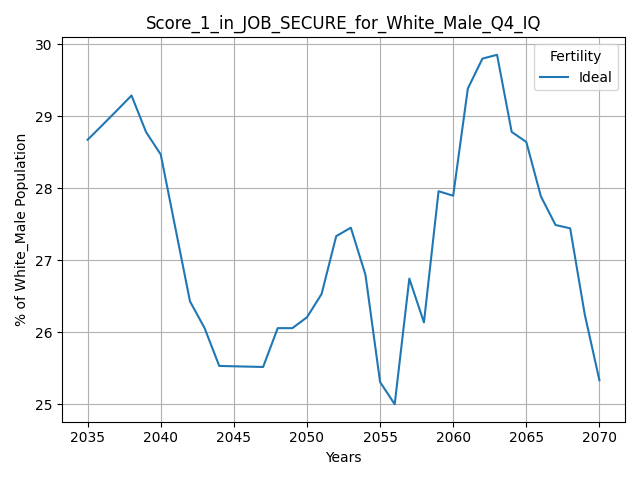 Score_1_in_JOB_SECURE_for_White_Male_Q4_IQ
Fertility
Ideal
% of White_Male Population
30
29
28
27
26
25
2035 2040 2045 2050 2055 2060 2065 2070
Years